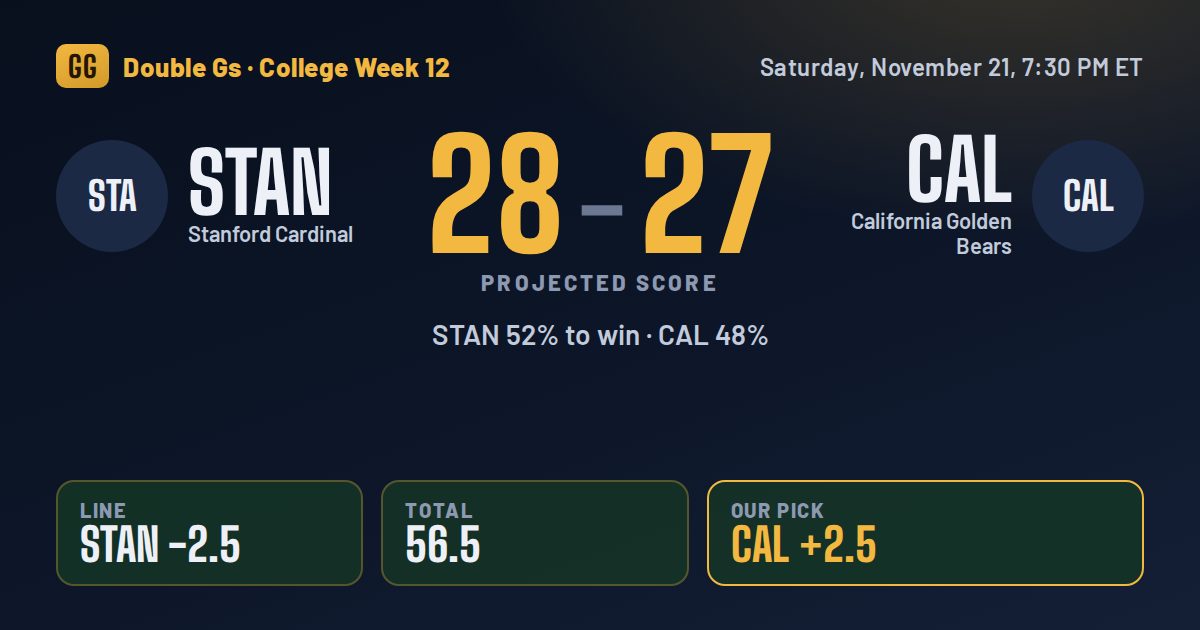 GG Double Gs · College Week 12
Saturday, November 21, 7:30 PM ET
STA
STAN
Stanford Cardinal
28 – 27
PROJECTED SCORE
STAN 52% to win · CAL 48%
CAL
California Golden
Bears
CAL
LINE
STAN −2.5
TOTAL
56.5
OUR PICK
CAL +2.5